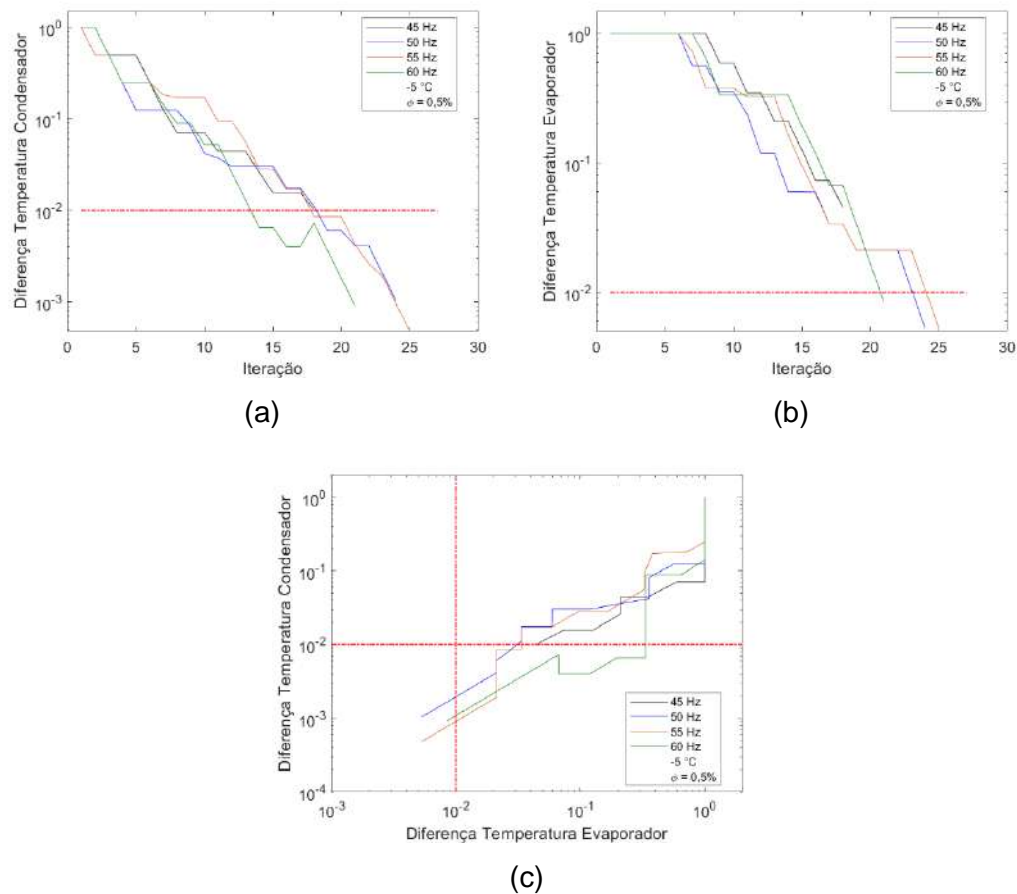 10^0
10^-1
10^-2
10^-3
0
5
10
15
20
25
30
Diferença Temperatura Condensador
Iteração
45 Hz
50 Hz
55 Hz
60 Hz
-5 °C
ϕ = 0,5%
(a)
10^0
10^-1
10^-2
0
5
10
15
20
25
30
Diferença Temperatura Evaporador
Iteração
45 Hz
50 Hz
55 Hz
60 Hz
-5 °C
ϕ = 0,5%
(b)
10^0
10^-1
10^-2
10^-3
10^-4
10^-3
10^-2
10^-1
10^0
Diferença Temperatura Condensador
Diferença Temperatura Evaporador
45 Hz
50 Hz
55 Hz
60 Hz
-5 °C
ϕ = 0,5%
(c)